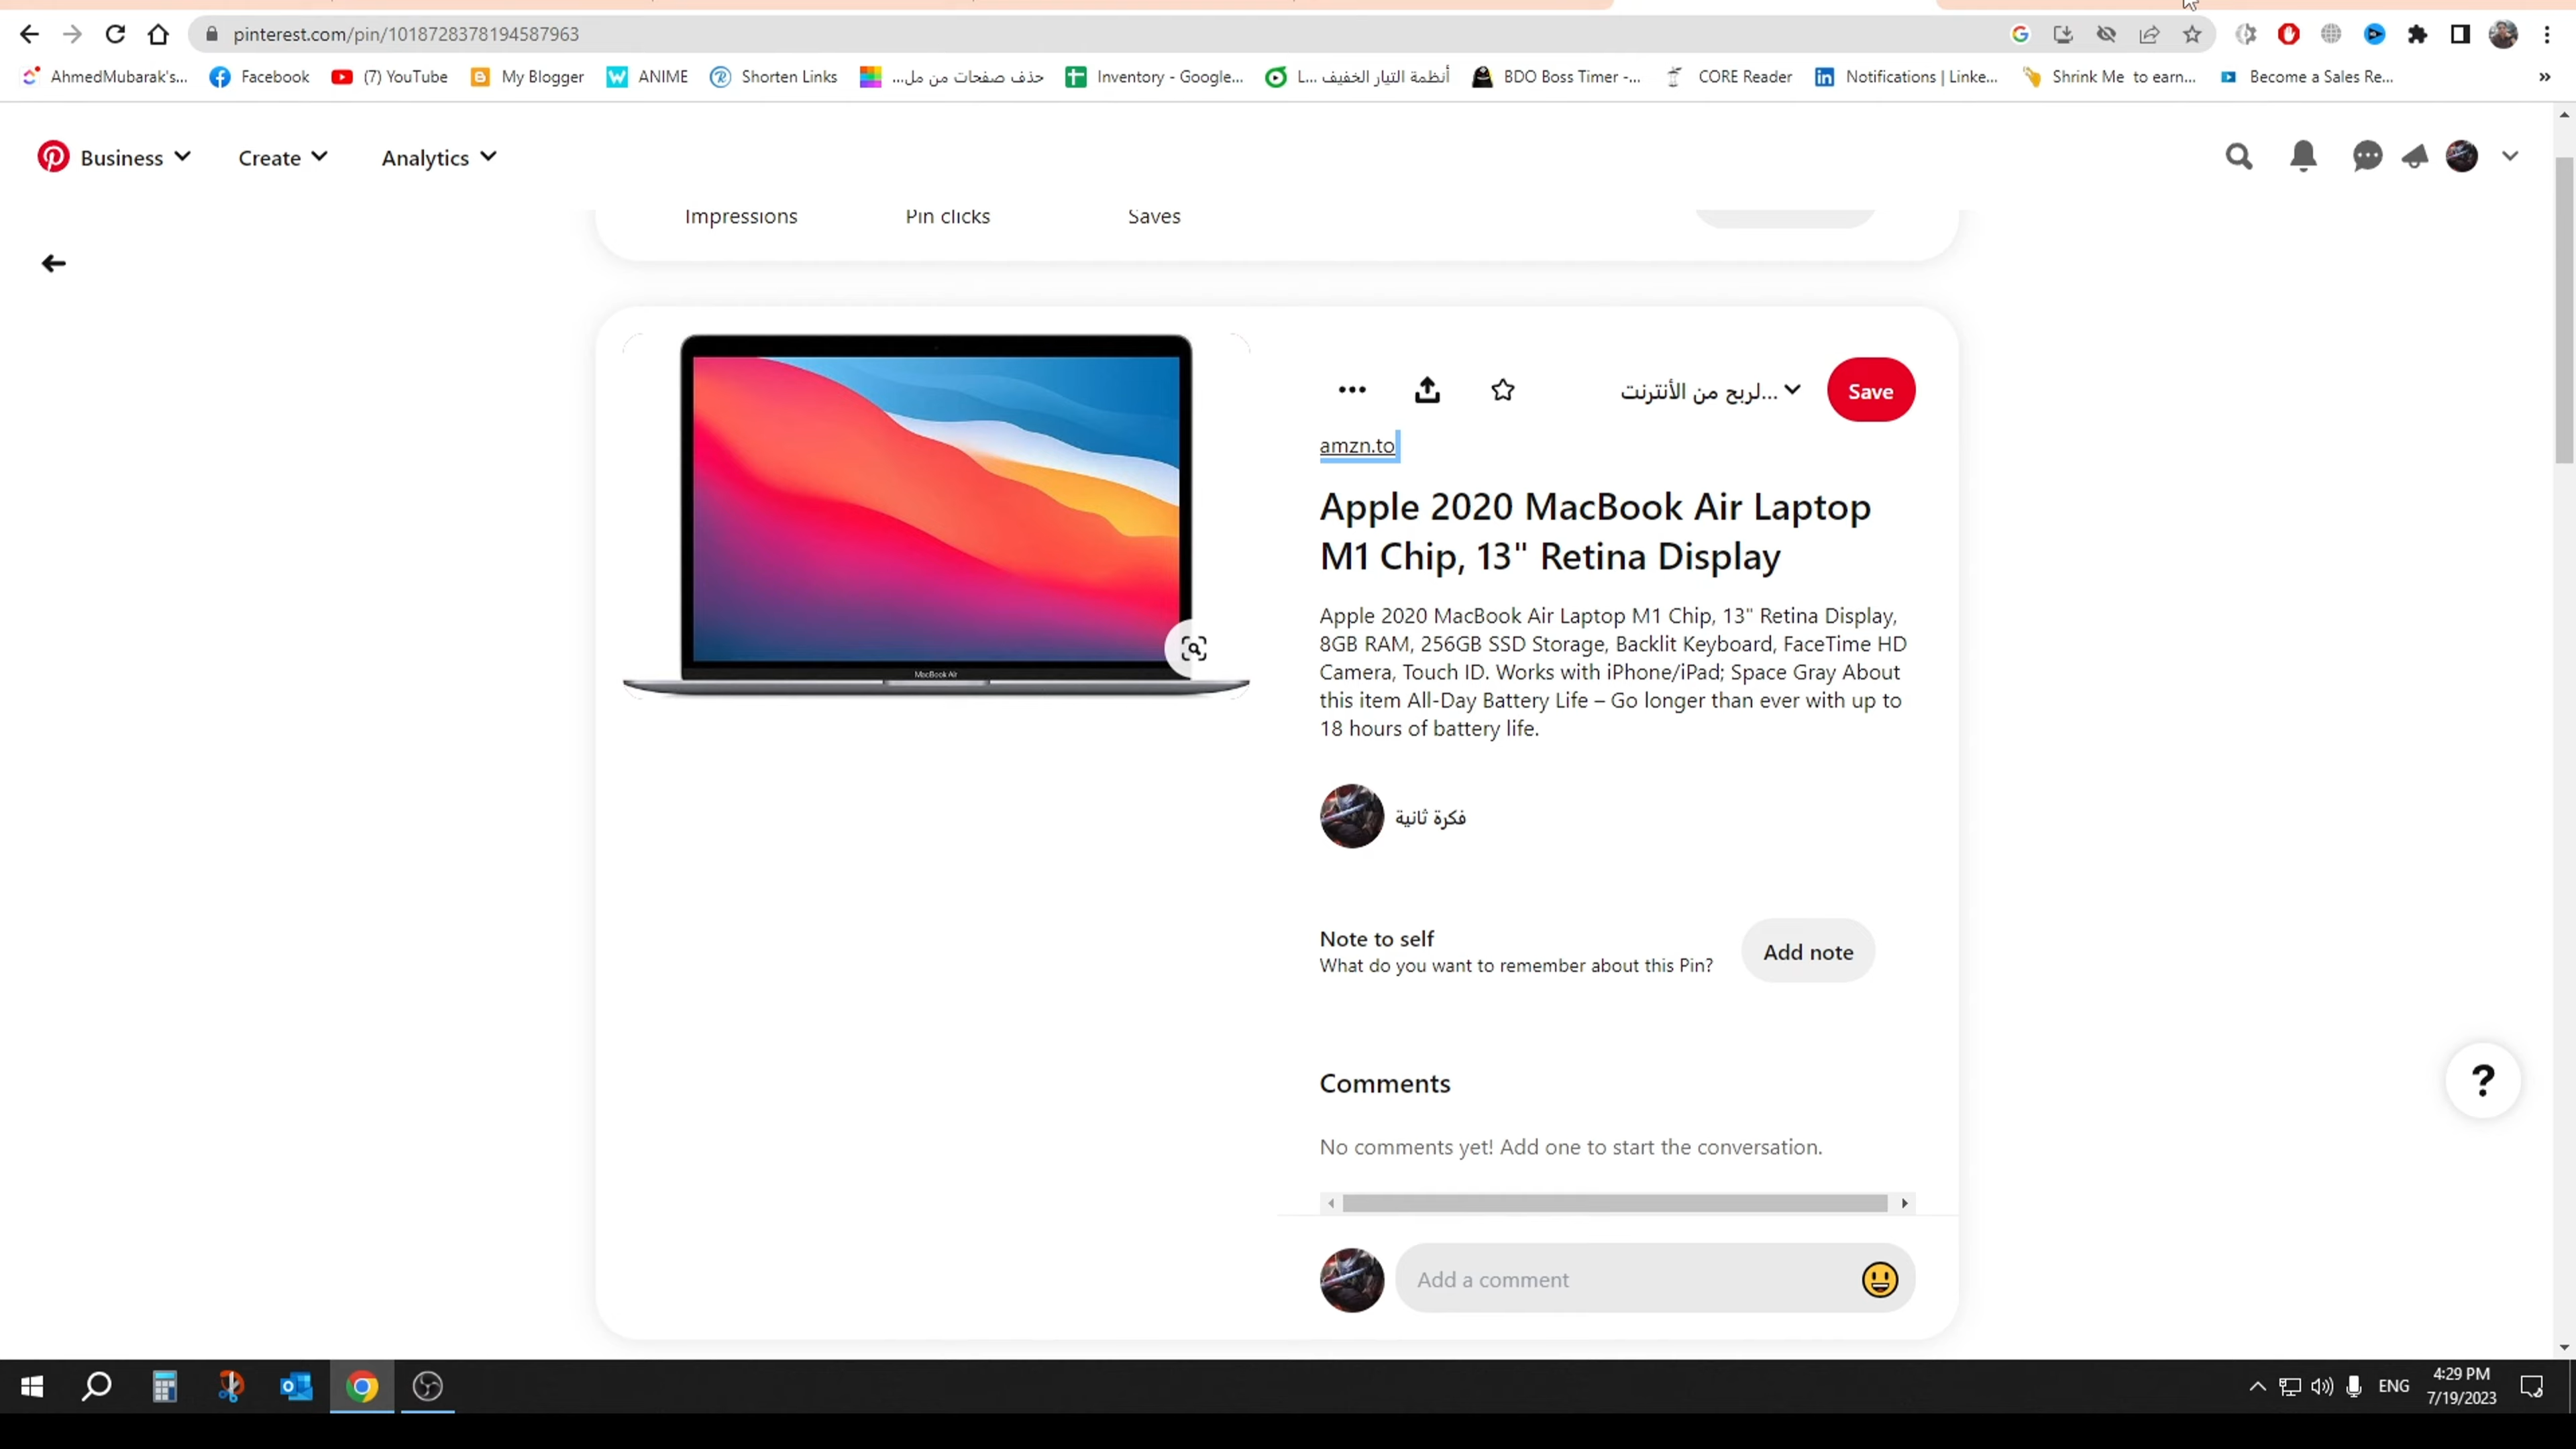 pinterest.com/pin/1018728378194587963
AhmedMubarak's...
Facebook
(7) YouTube
My Blogger
ANIME
Shorten Links
حذف صفحات من مل...
Inventory - Google...
أنظمة التيار الخفيف L...
BDO Boss Timer -...
CORE Reader
Notifications | Linke...
Shrink Me to earn...
Become a Sales Re...
»
Business
Create
Analytics
Impressions
Pin clicks
Saves
لربح من الأنترنت...
Save
amzn.to
Apple 2020 MacBook Air Laptop
M1 Chip, 13" Retina Display
Apple 2020 MacBook Air Laptop M1 Chip, 13" Retina Display,
8GB RAM, 256GB SSD Storage, Backlit Keyboard, FaceTime HD
Camera, Touch ID. Works with iPhone/iPad; Space Gray About
this item All-Day Battery Life – Go longer than ever with up to
18 hours of battery life.
MacBook Air
فكرة ثانية
Note to self
What do you want to remember about this Pin?
Add note
Comments
No comments yet! Add one to start the conversation.
Add a comment
?
ENG
4:29 PM
7/19/2023